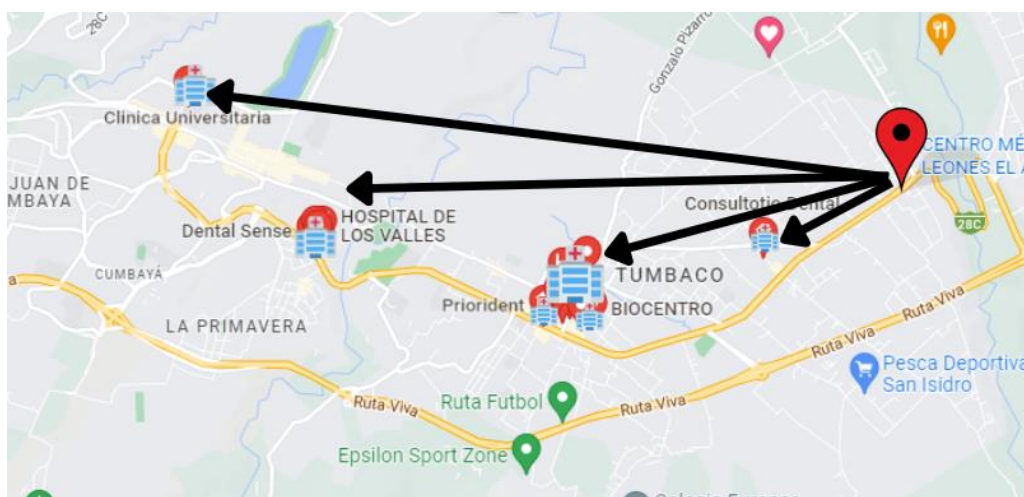 28C
Gonzalo Pizarro
Clínica Universitaria
CENTRO MÉ
LEONES EL A
JUAN DE
MBAYA
Consultotio Dental
HOSPITAL DE
LOS VALLES
Dental Sense
28C
CUMBAYÁ
TUMBACO
Priorident
BIOCENTRO
LA PRIMAVERA
Ruta Viva
Ruta Viva
Pesca Deportiva
San Isidro
Ruta Viva
Ruta Viva
Ruta Futbol
Epsilon Sport Zone